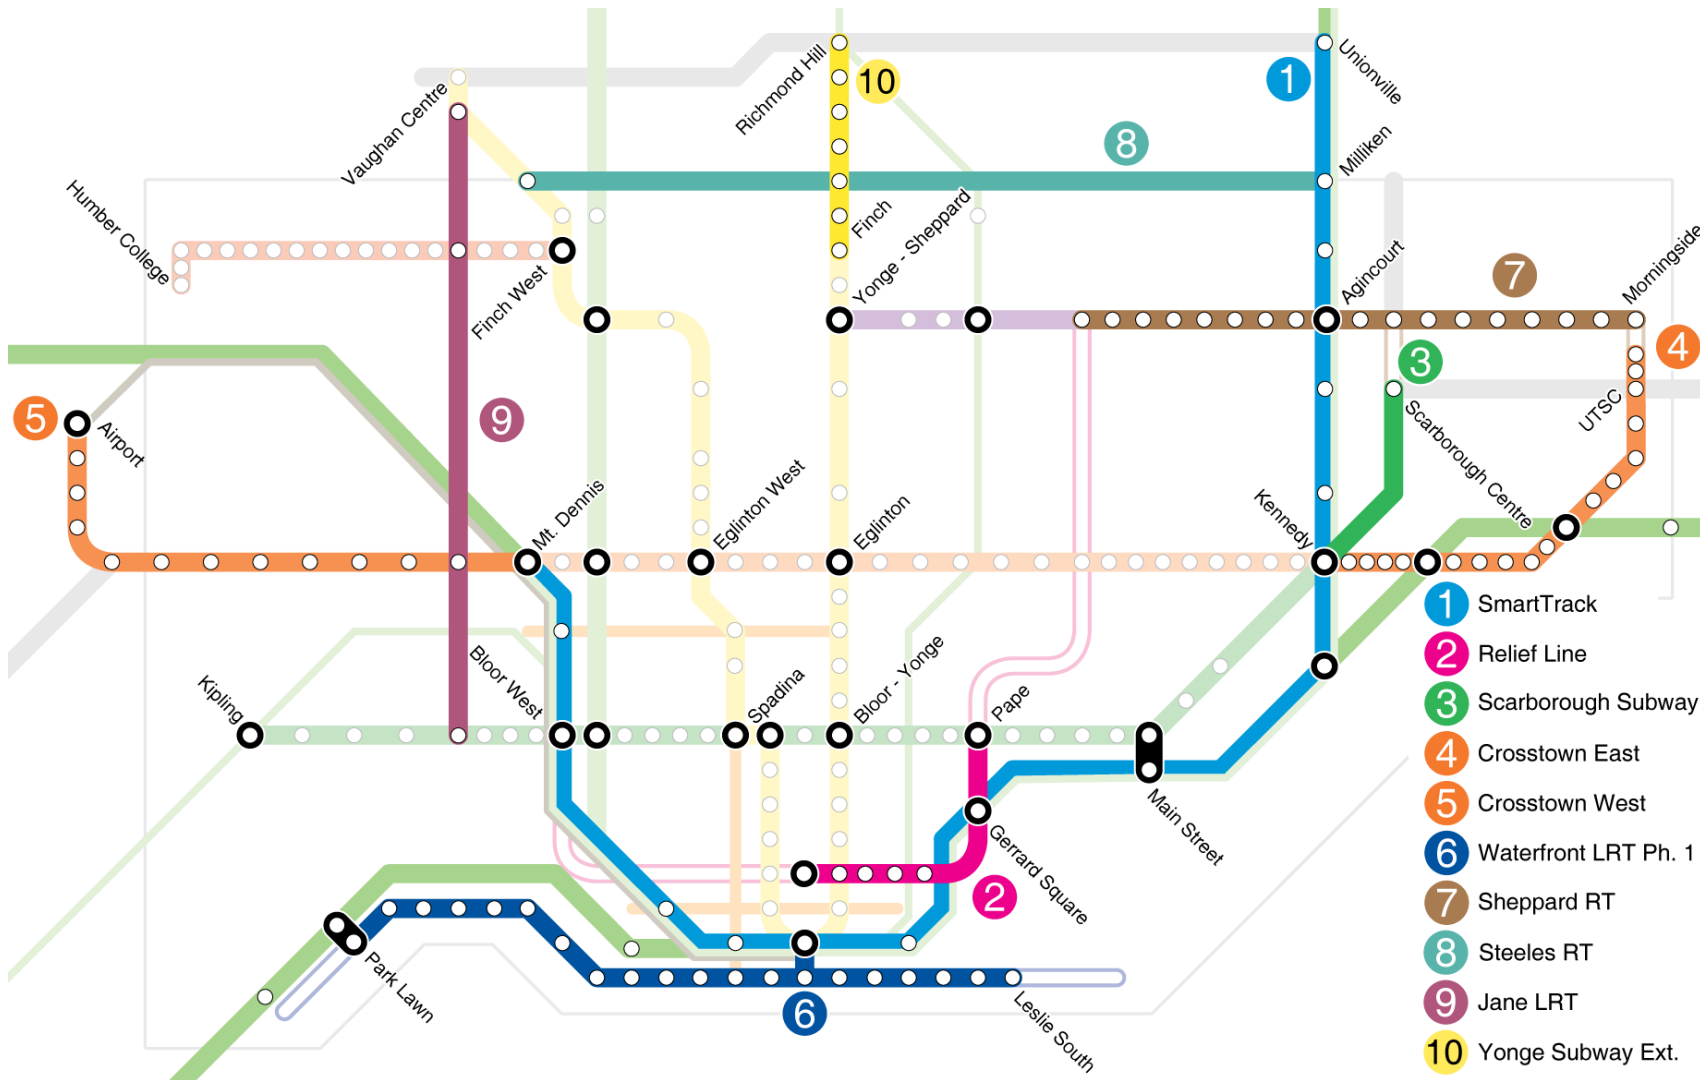 Richmond Hill
10
1
Unionville
Vaughan Centre
8
Milliken
Humber College
Finch
Yonge - Sheppard
Finch West
Agincourt
7
Morningside
4
3
5
Airport
9
UTSC
Scarborough Centre
Mt. Dennis
Eglinton West
Eglinton
Kennedy
Kipling
Bloor West
Spadina
Bloor - Yonge
Pape
Main Street
Gerrard Square
2
Park Lawn
6
Leslie South
1 SmartTrack
2 Relief Line
3 Scarborough Subway
4 Crosstown East
5 Crosstown West
6 Waterfront LRT Ph. 1
7 Sheppard RT
8 Steeles RT
9 Jane LRT
10 Yonge Subway Ext.